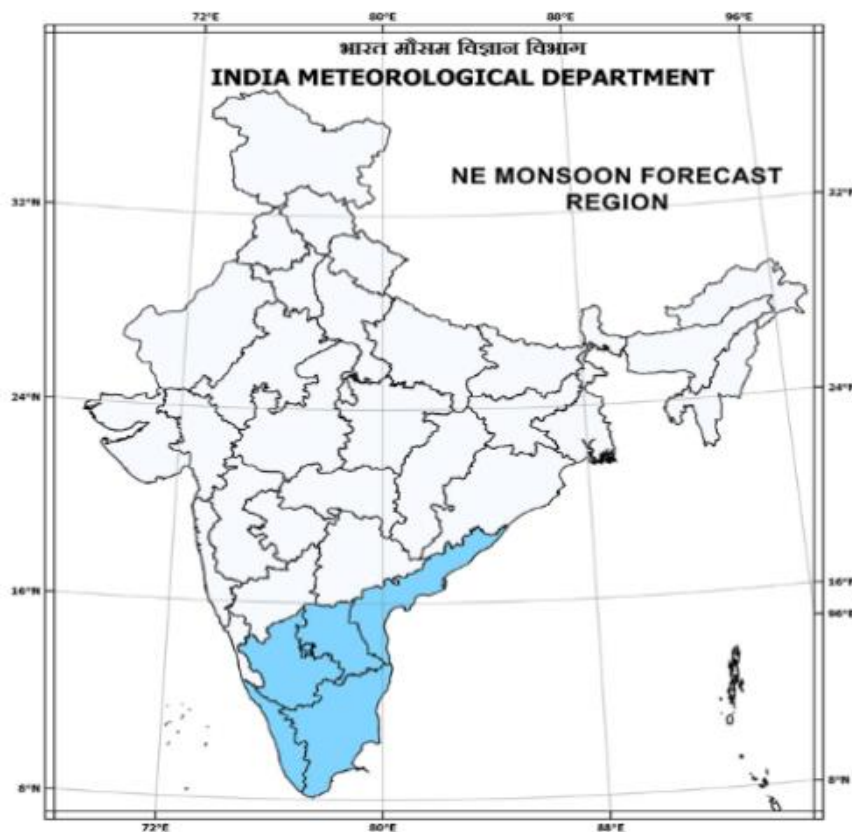 72°E 80°E 88°E 96°E
भारत मौसम विज्ञान विभाग
INDIA METEOROLOGICAL DEPARTMENT
NE MONSOON FORECAST
REGION
32°N 32°N
24°N 24°N
16°N 16°N
96°E
8°N 8°N
72°E 80°E 88°E